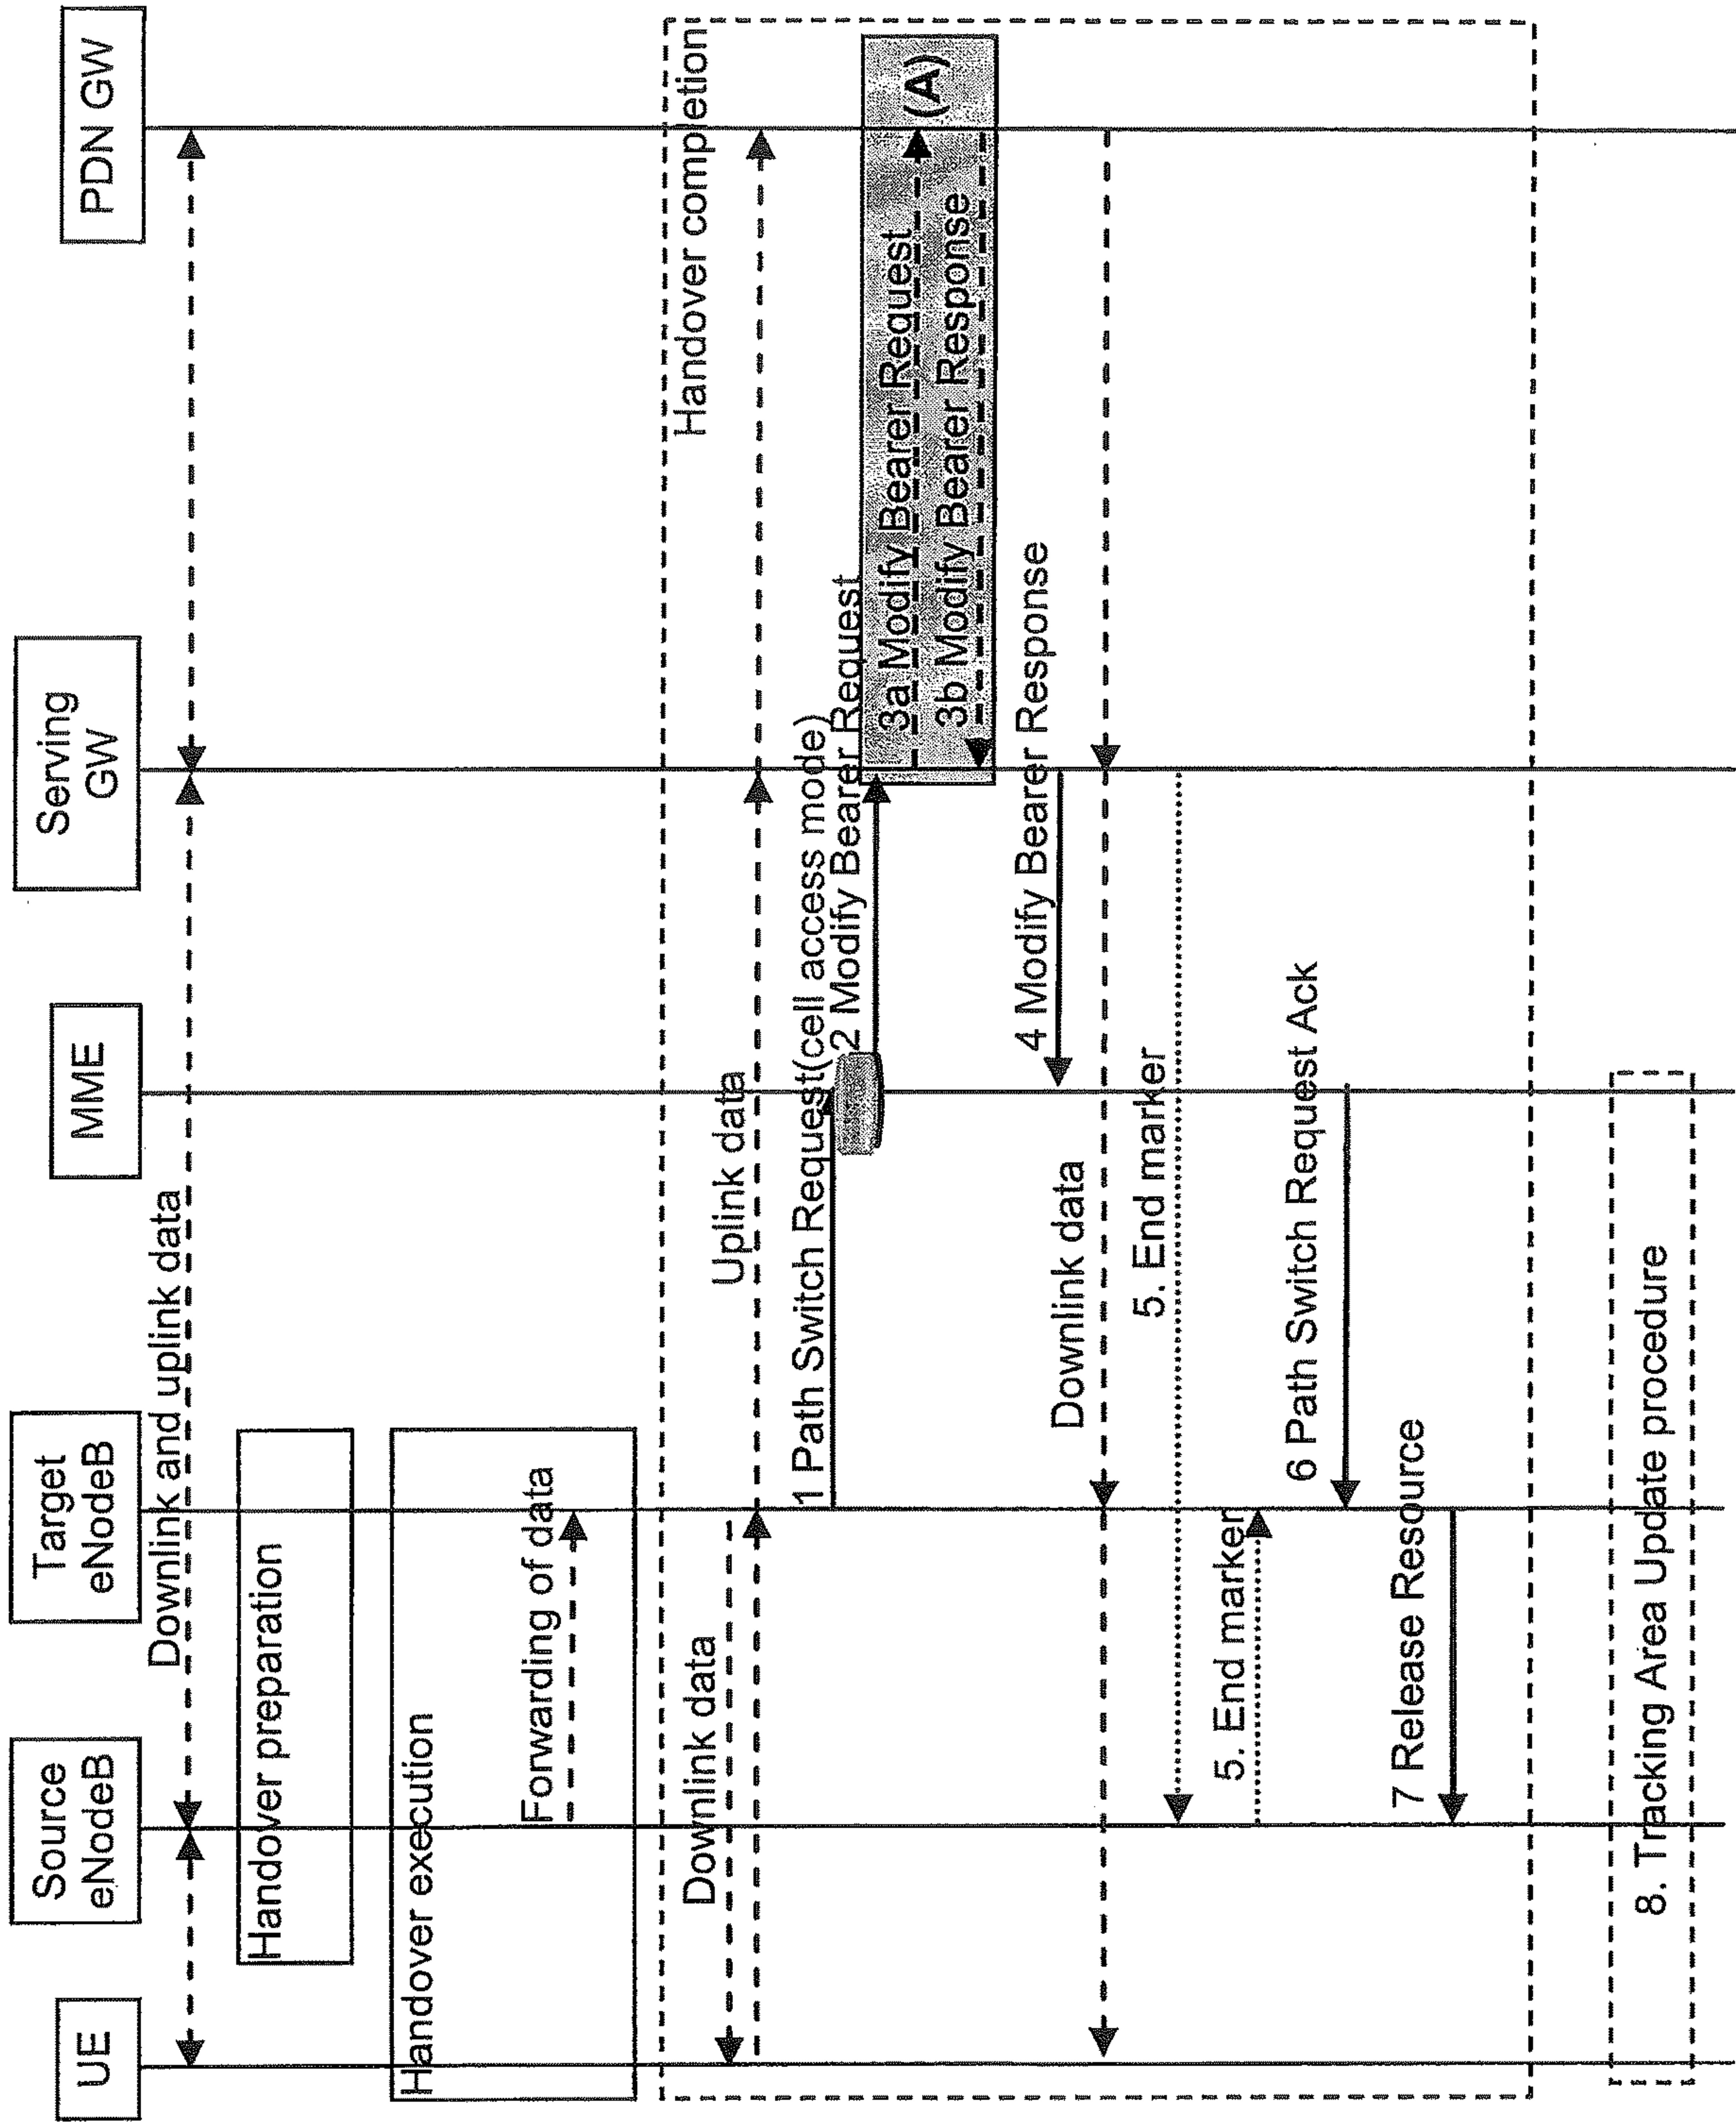 UE
Source
eNodeB
Target
eNodeB
MME
Serving
GW
PDN GW
Downlink and uplink data
Handover preparation
Handover execution
Forwarding of data
Handover completion
Downlink data
Uplink data
1 Path Switch Request(cell access mode)
2 Modify Bearer Request
3a Modify Bearer Request
(A)
3b Modify Bearer Response
4 Modify Bearer Response
Downlink data
5. End marker
5. End marker
6 Path Switch Request Ack
7 Release Resource
8. Tracking Area Update procedure